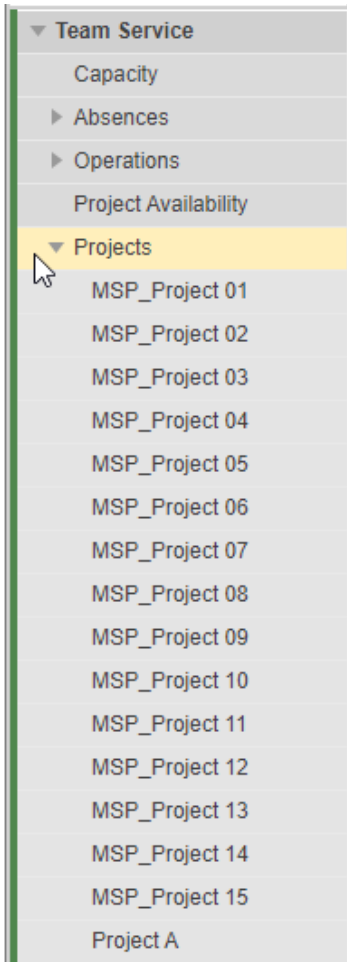 Team Service
Capacity
Absences
Operations
Project Availability
Projects
MSP_Project 01
MSP_Project 02
MSP_Project 03
MSP_Project 04
MSP_Project 05
MSP_Project 06
MSP_Project 07
MSP_Project 08
MSP_Project 09
MSP_Project 10
MSP_Project 11
MSP_Project 12
MSP_Project 13
MSP_Project 14
MSP_Project 15
Project A